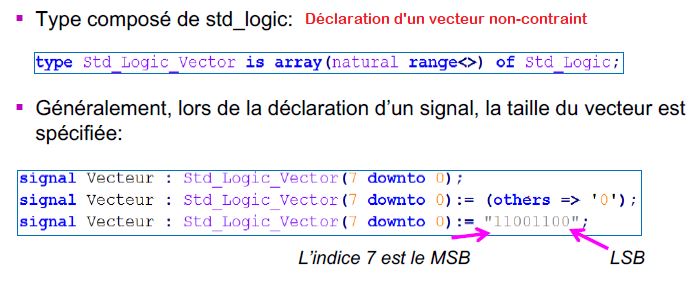 ▪ Type composé de std_logic: Déclaration d'un vecteur non-contraint
type Std_Logic_Vector is array(natural range<>) of Std_Logic;
▪ Généralement, lors de la déclaration d’un signal, la taille du vecteur est
spécifiée:
signal Vecteur : Std_Logic_Vector(7 downto 0);
signal Vecteur : Std_Logic_Vector(7 downto 0):= (others => '0');
signal Vecteur : Std_Logic_Vector(7 downto 0):= "11001100";
L’indice 7 est le MSB LSB